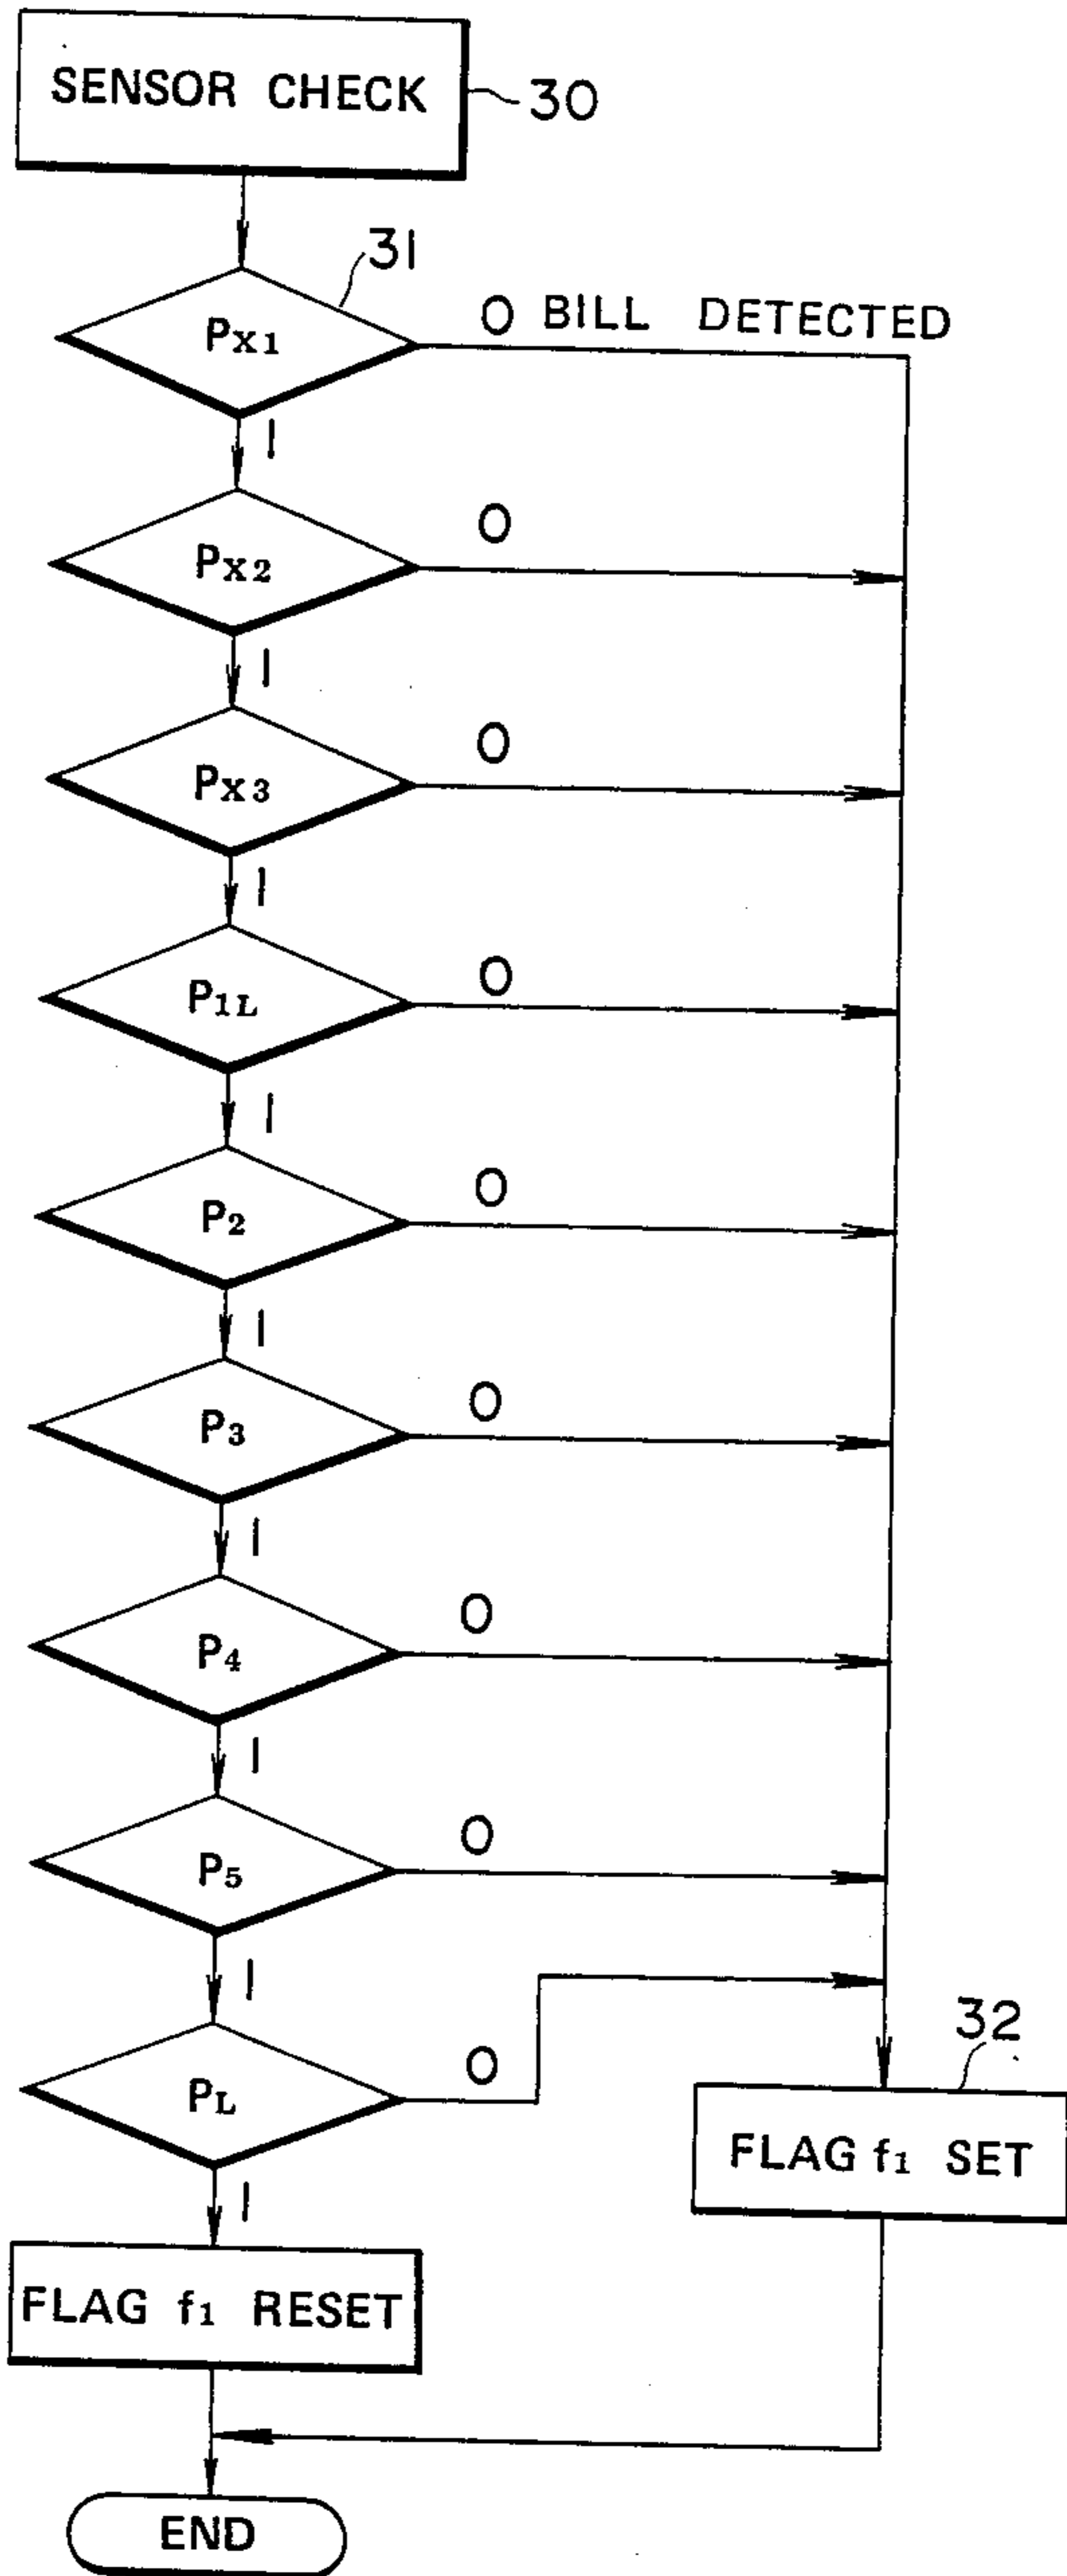 SENSOR CHECK
30
31
PX1
0 BILL DETECTED
1
PX2
0
1
PX3
0
1
P1L
0
1
P2
0
1
P3
0
1
P4
0
1
P5
0
1
PL
0
32
FLAG f1 SET
1
FLAG f1 RESET
END